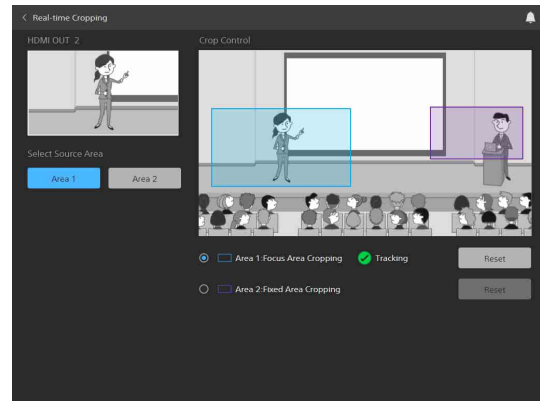 Real-time Cropping
HDMI OUT 2
Crop Control
Select Source Area
Area 1
Area 2
Area 1:Focus Area Cropping
Tracking
Reset
Area 2:Fixed Area Cropping
Reset